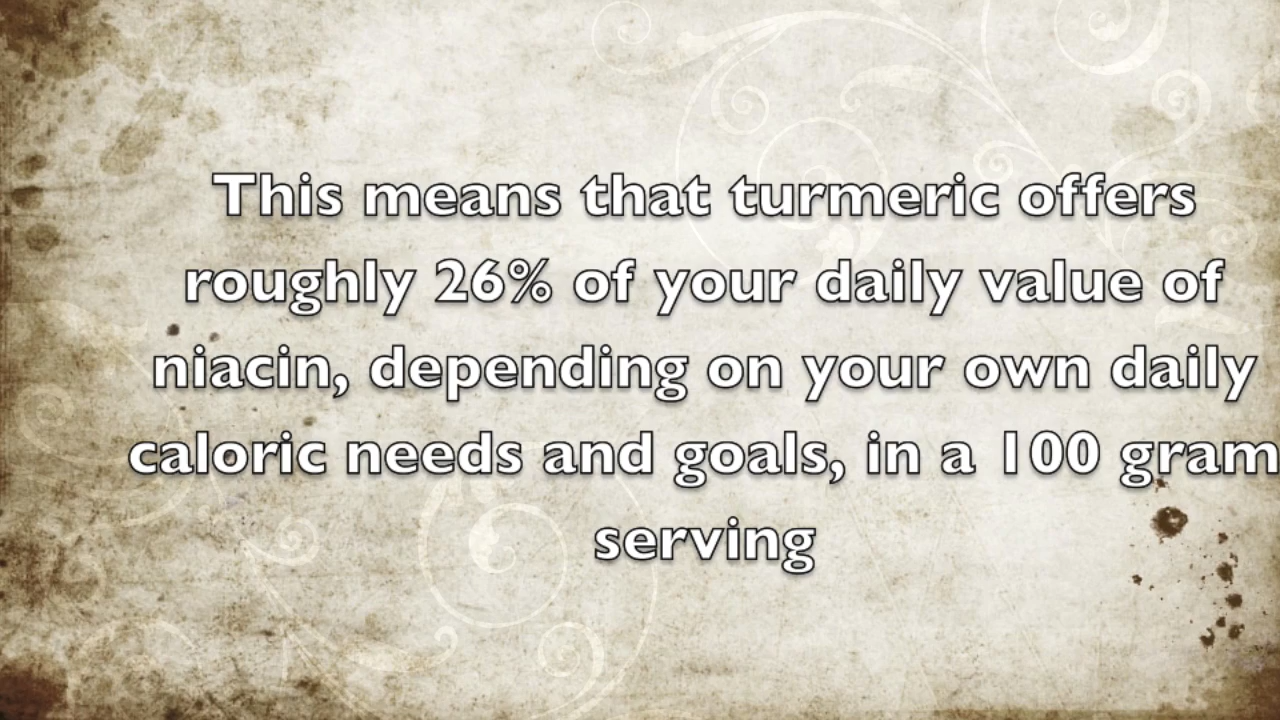 This means that turmeric offers
roughly 26% of your daily value of
niacin, depending on your own daily
caloric needs and goals, in a 100 gram
serving